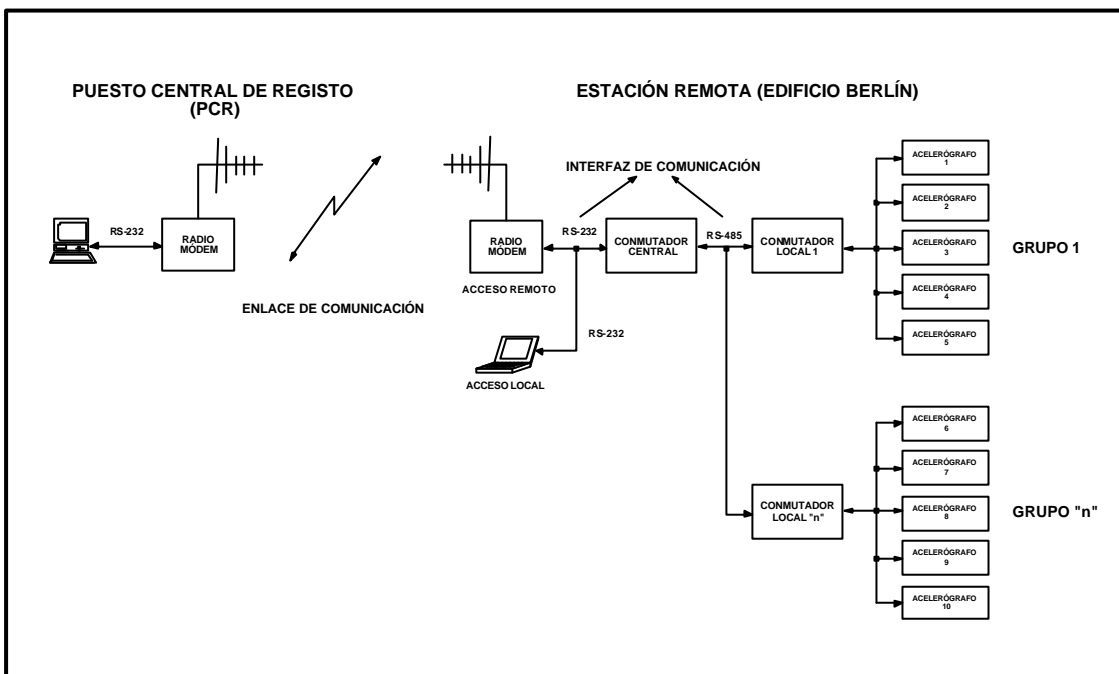 PUESTO CENTRAL DE REGISTO
(PCR)
RS-232
RADIO
MÓDEM
ENLACE DE COMUNICACIÓN
ESTACIÓN REMOTA (EDIFICIO BERLÍN)
INTERFAZ DE COMUNICACIÓN
RADIO
MÓDEM
ACCESO REMOTO
RS-232
CONMUTADOR
CENTRAL
RS-485
CONMUTADOR
LOCAL 1
RS-232
ACCESO LOCAL
ACELERÓGRAFO
1
ACELERÓGRAFO
2
ACELERÓGRAFO
3
ACELERÓGRAFO
4
ACELERÓGRAFO
5
GRUPO 1
CONMUTADOR
LOCAL "n"
ACELERÓGRAFO
6
ACELERÓGRAFO
7
ACELERÓGRAFO
8
ACELERÓGRAFO
9
ACELERÓGRAFO
10
GRUPO "n"